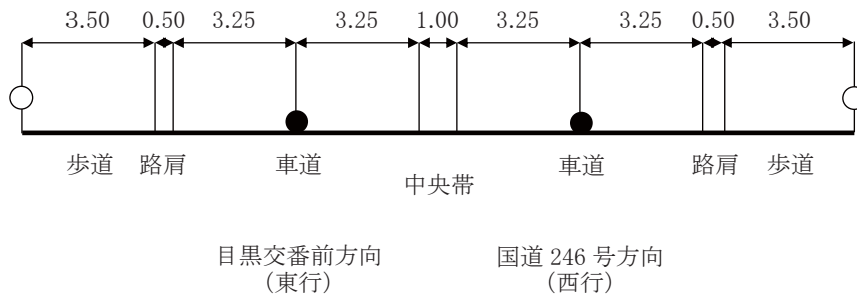 3.50 0.50 3.25 3.25 1.00 3.25 3.25 0.50 3.50
歩道 路肩 車道 中央帯 車道 路肩 歩道
目黒交番前方向 国道 246 号方向
（東行） （西行）